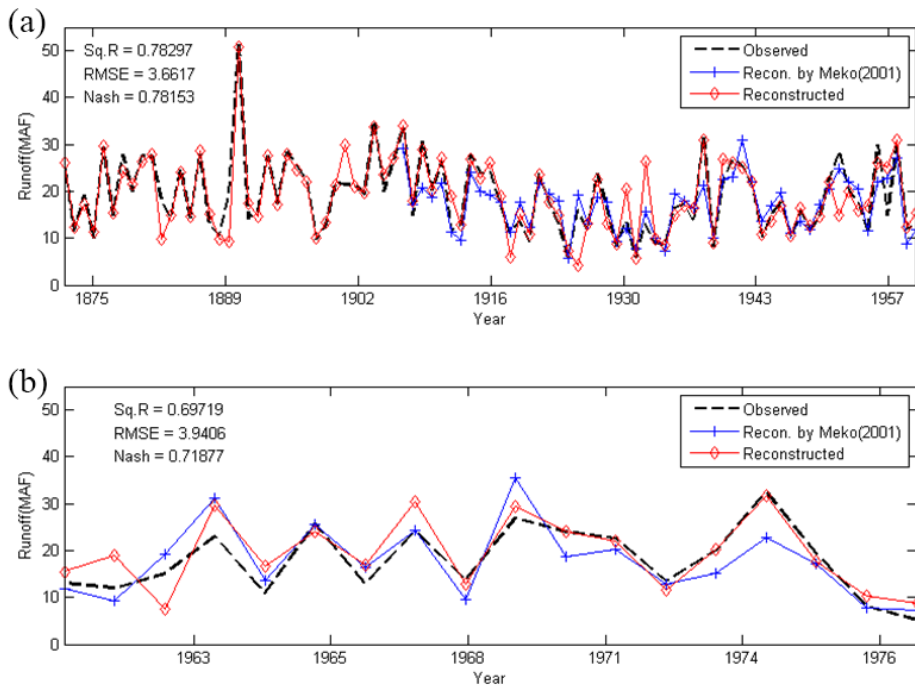 (a)
50
40
30
20
10
0
Runoff(MAF)
Sq.R = 0.78297
RMSE = 3.6617
Nash = 0.78153
Observed
Recon. by Meko(2001)
Reconstructed
1875 1889 1902 1916 1930 1943 1957
Year
(b)
50
40
30
20
10
0
Runoff(MAF)
Sq.R = 0.69719
RMSE = 3.9406
Nash = 0.71877
Observed
Recon. by Meko(2001)
Reconstructed
1963 1965 1968 1971 1974 1976
Year